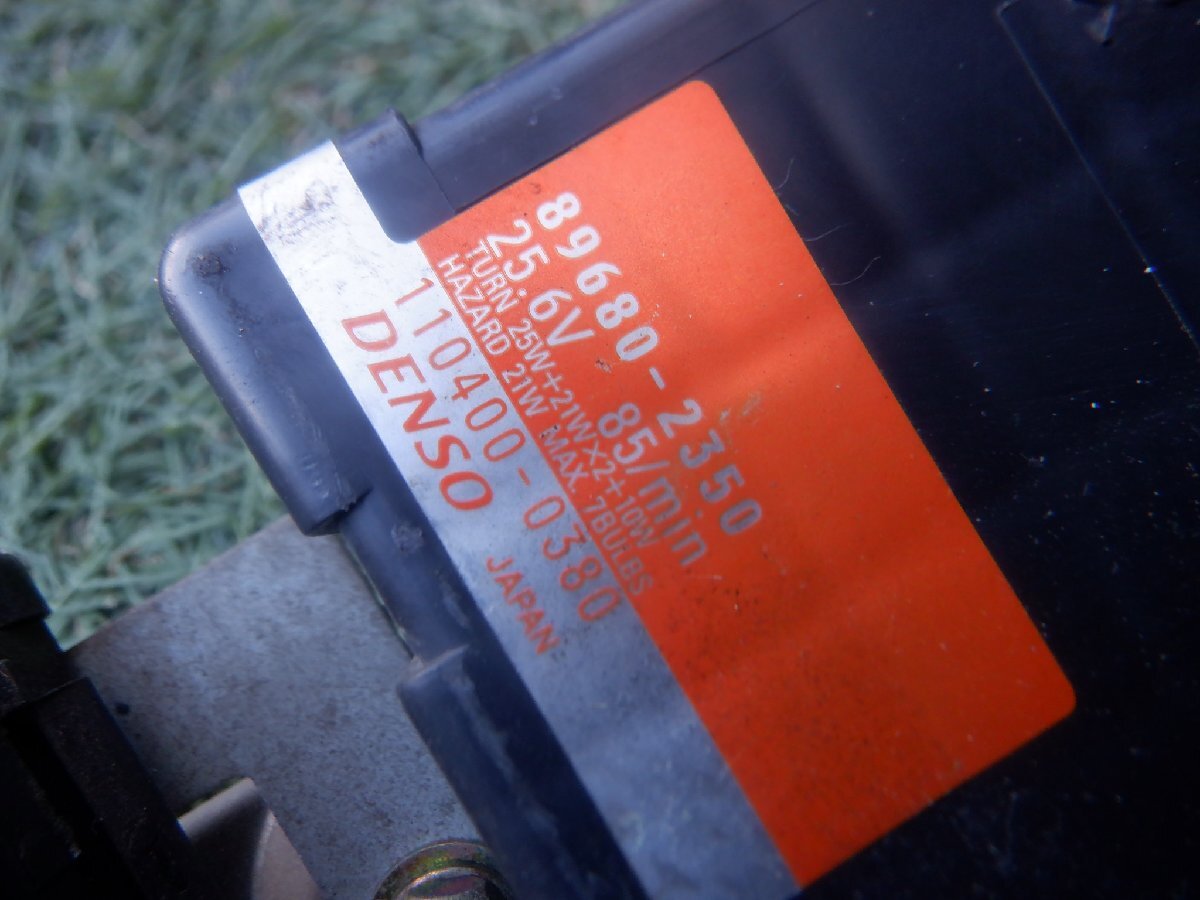 89680-2350
25.6V 85/min
TURN 25W+21W×2+10W
HAZARD 21W MAX 7BULBS
110400-0380
DENSO JAPAN